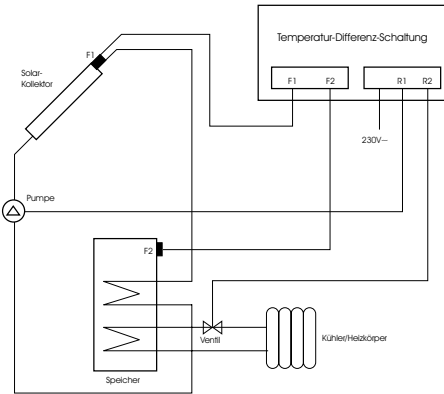 Temperatur-Differenz-Schaltung
F1 F2 R1 R2
230V~
F1
Solar-
Kollektor
Pumpe
F2
Ventil
Kühler/Heizkörper
Speicher